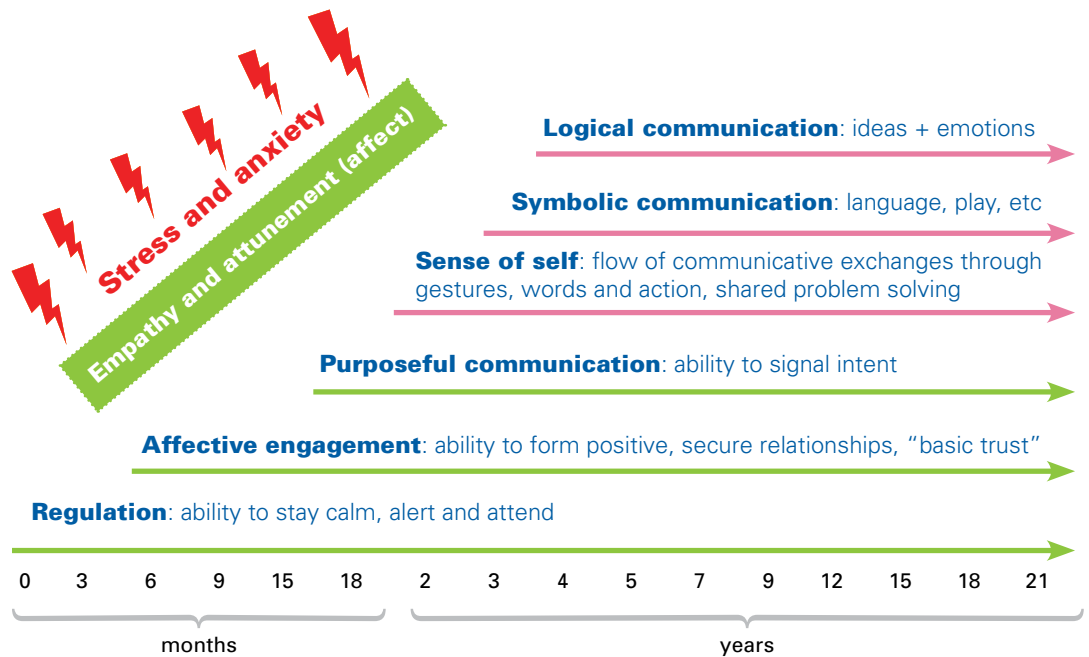 Stress and anxiety
Empathy and attunement (affect)
Logical communication: ideas + emotions
Symbolic communication: language, play, etc
Sense of self: flow of communicative exchanges through
gestures, words and action, shared problem solving
Purposeful communication: ability to signal intent
Affective engagement: ability to form positive, secure relationships, “basic trust”
Regulation: ability to stay calm, alert and attend
0 3 6 9 15 18 2 3 4 5 7 9 12 15 18 21
months years